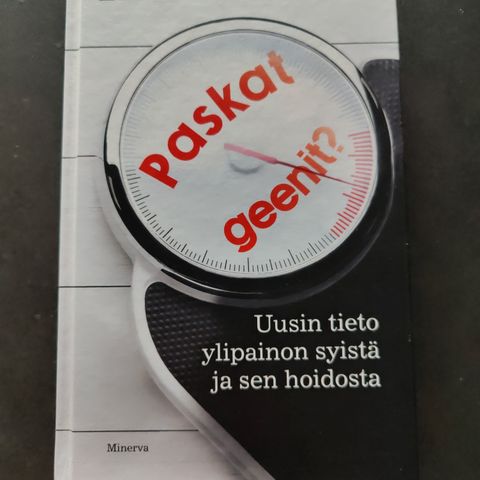 Paskat
geenit?
Uusin tieto
ylipainon syistä
ja sen hoidosta
Minerva